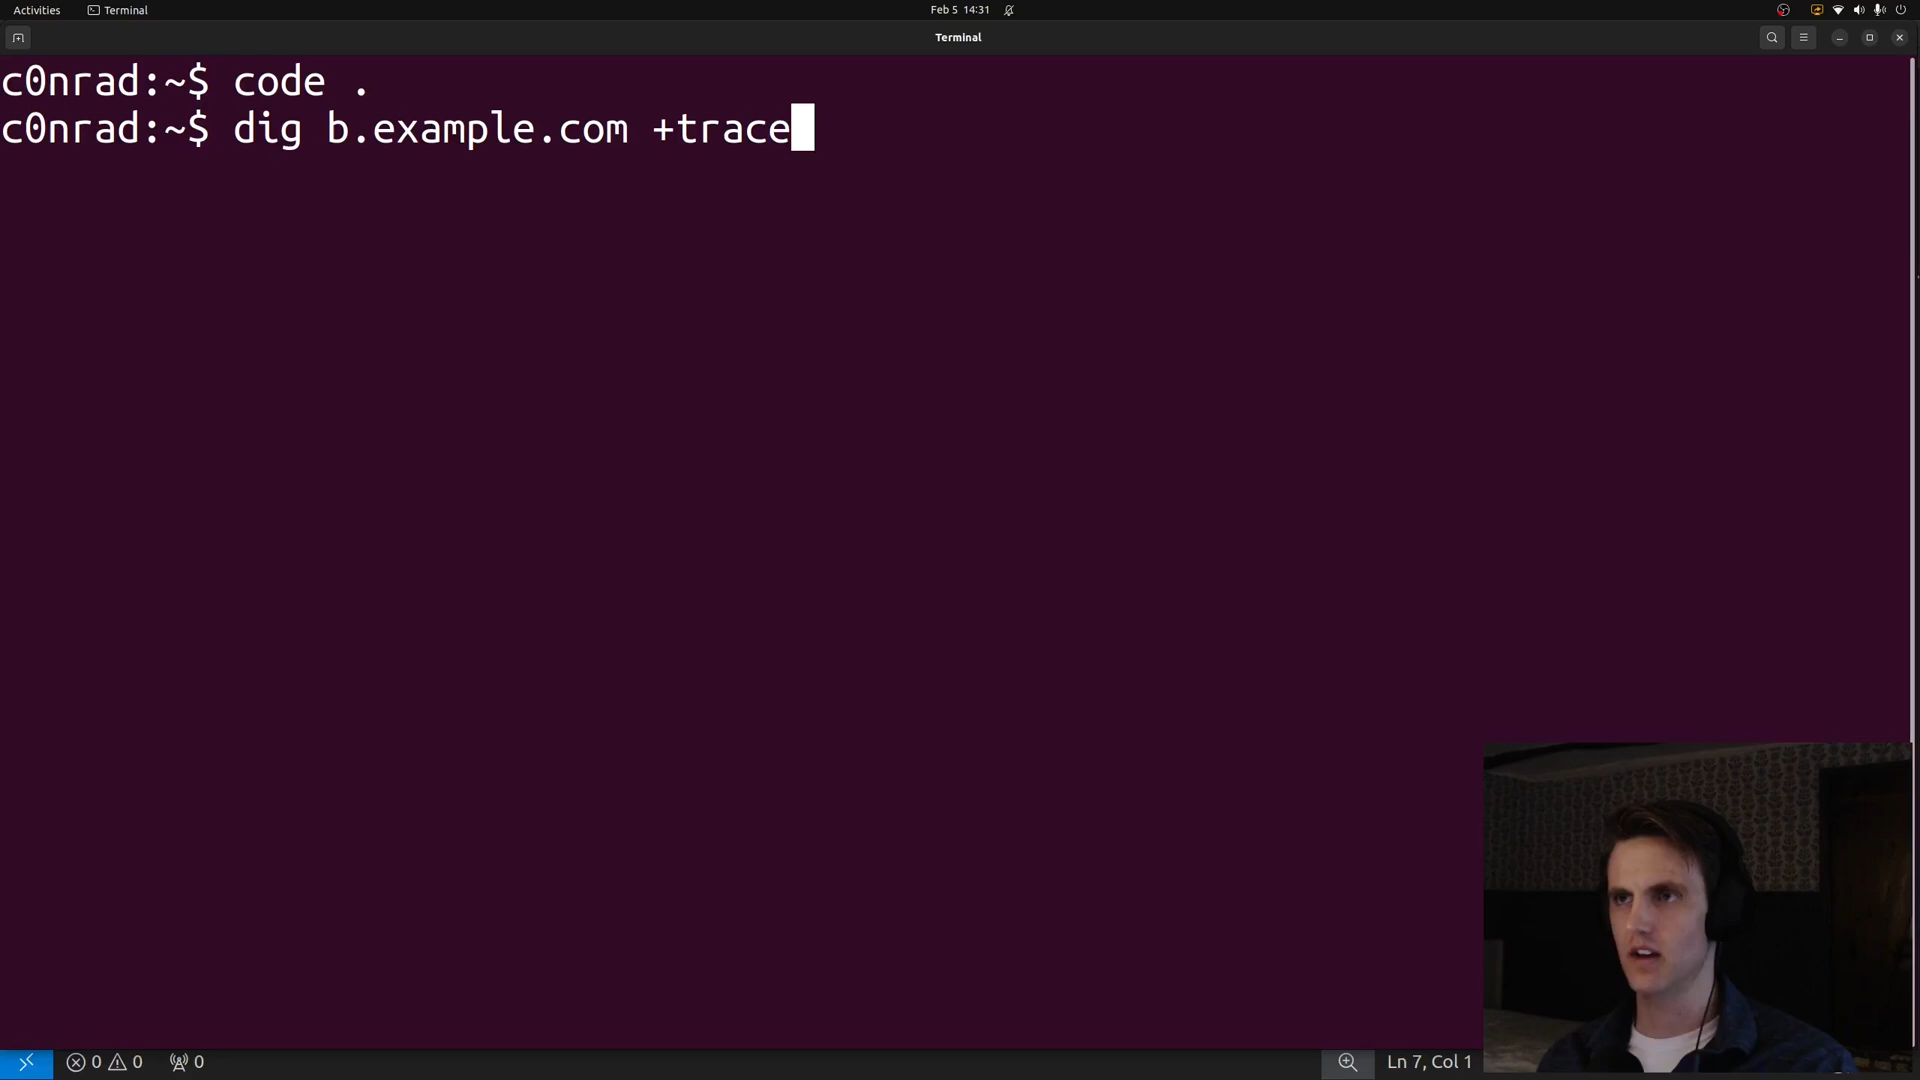 Activities Terminal Feb 5 14:31
Terminal
c0nrad:~$ code .
c0nrad:~$ dig b.example.com +trace
0 0 0 Ln 7, Col 1